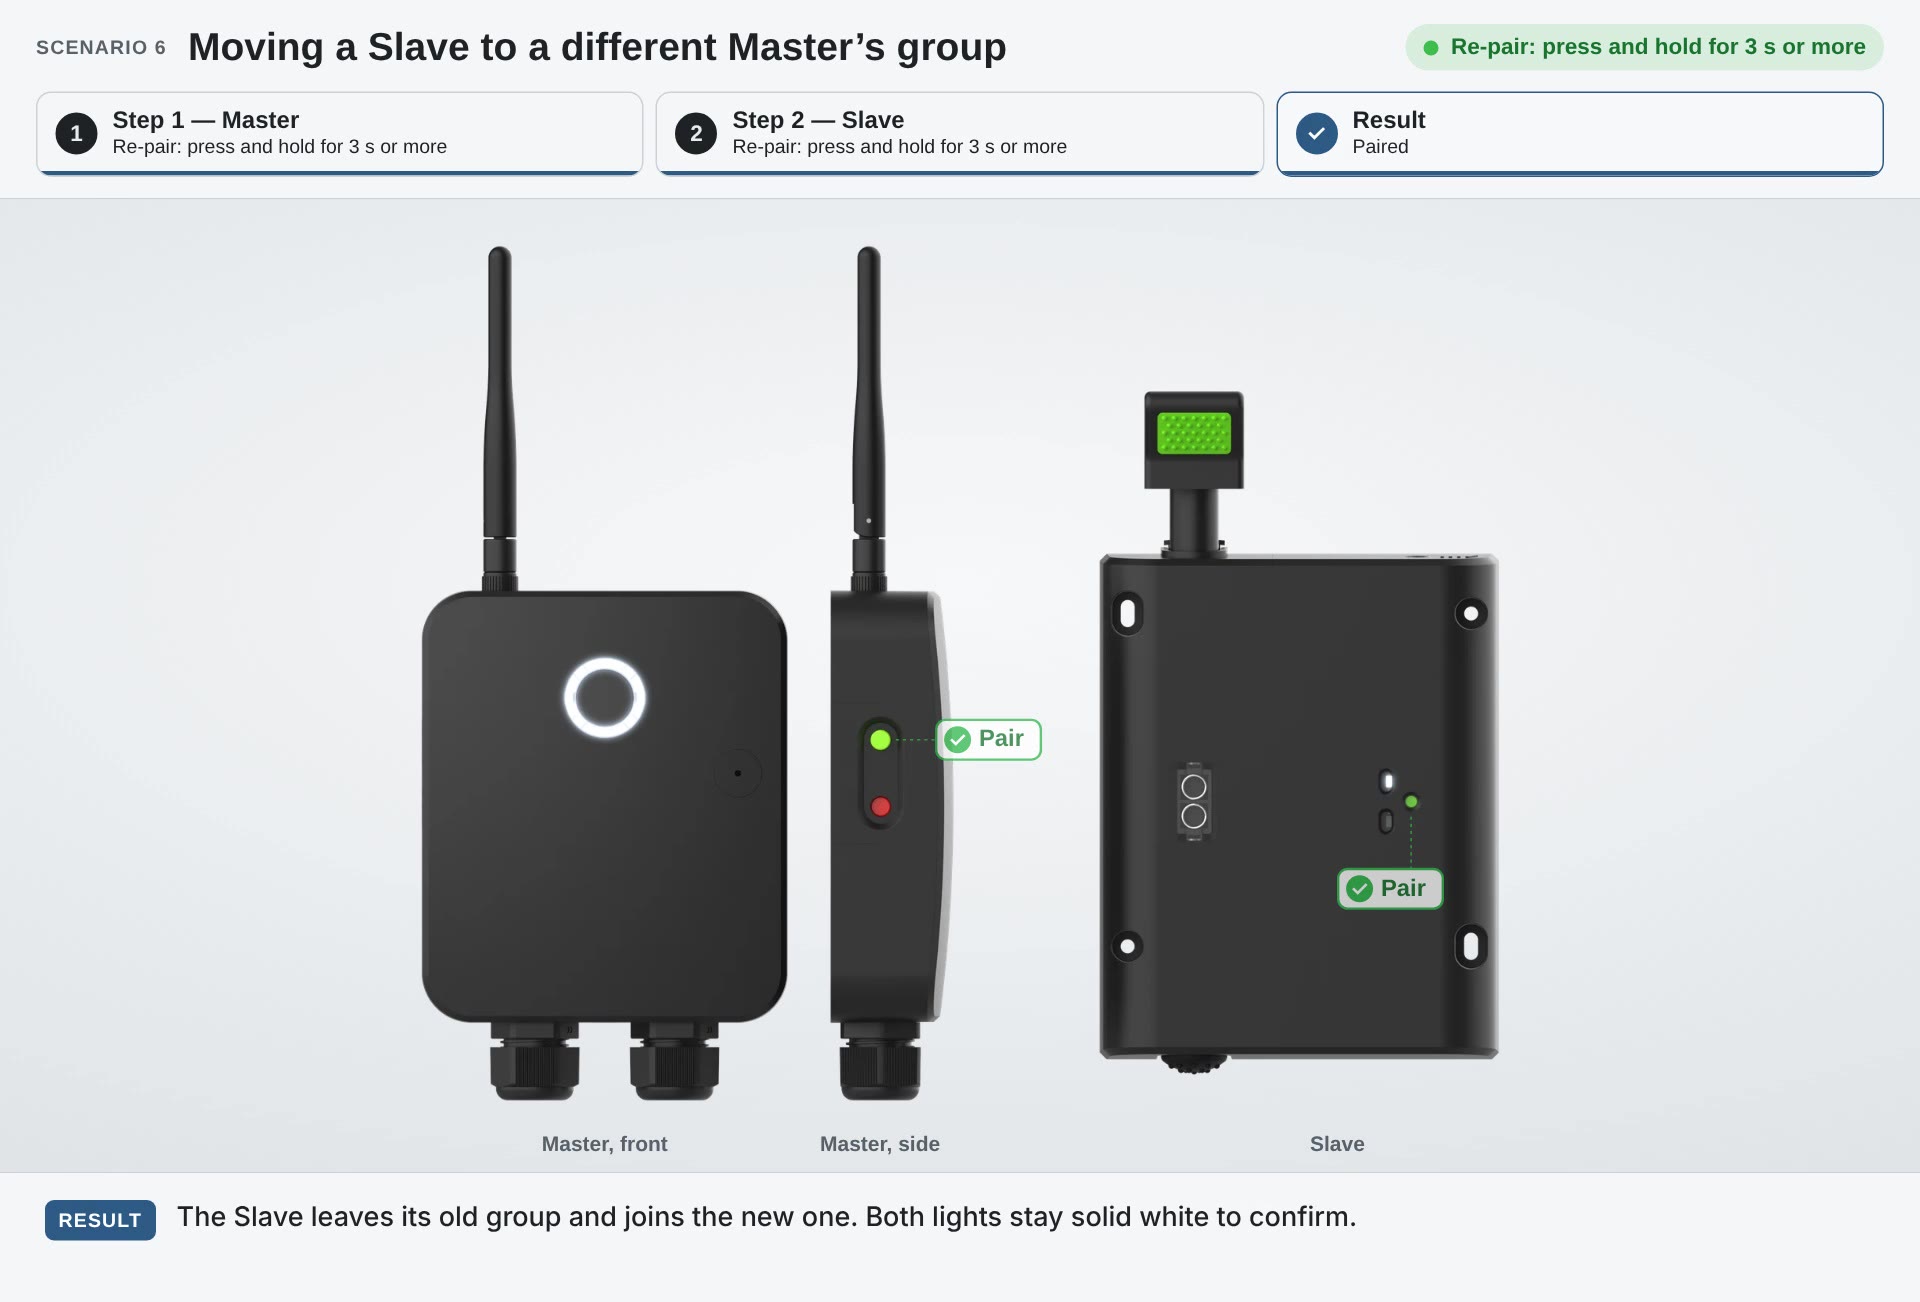 SCENARIO 6 Moving a Slave to a different Master’s group
Re-pair: press and hold for 3 s or more
1 Step 1 — Master
Re-pair: press and hold for 3 s or more
2 Step 2 — Slave
Re-pair: press and hold for 3 s or more
Result
Paired
Pair
Pair
Master, front
Master, side
Slave
RESULT The Slave leaves its old group and joins the new one. Both lights stay solid white to confirm.